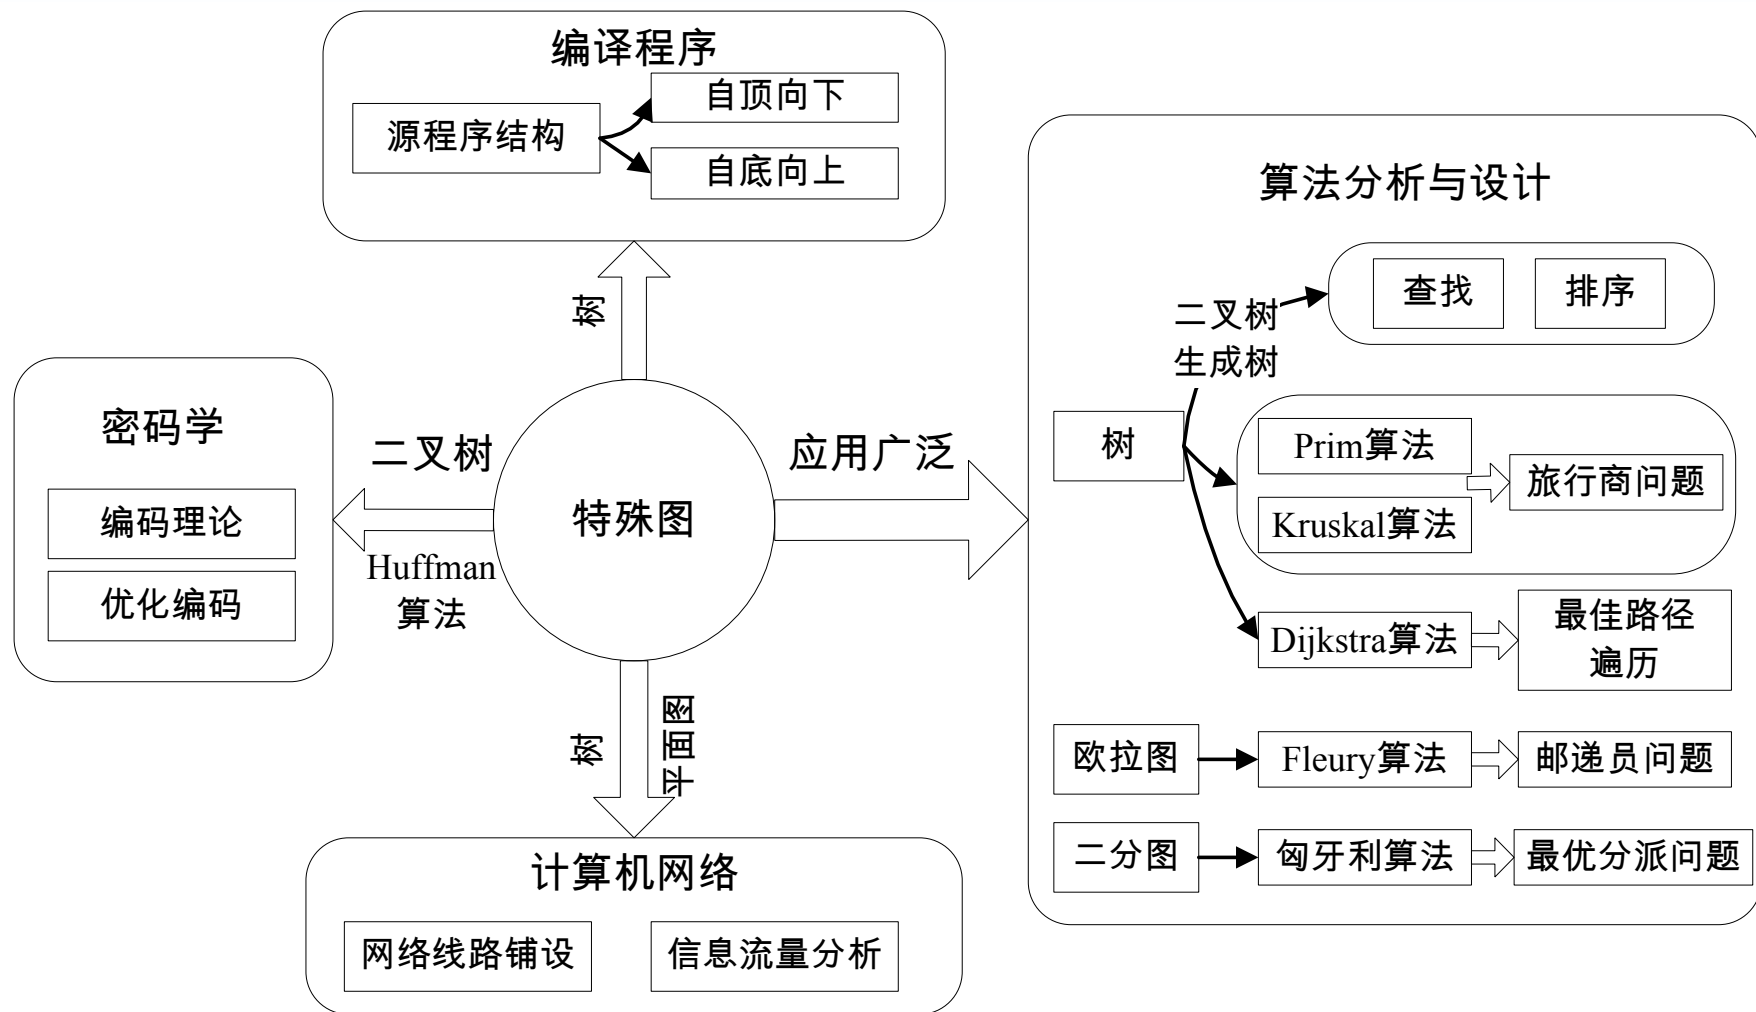 编译程序
源程序结构
自顶向下
自底向上
树
密码学
编码理论
优化编码
二叉树
Huffman
算法
特殊图
应用广泛
树
平面图
计算机网络
网络线路铺设
信息流量分析
算法分析与设计
二叉树
生成树
查找
排序
树
Prim算法
Kruskal算法
旅行商问题
Dijkstra算法
最佳路径
遍历
欧拉图
Fleury算法
邮递员问题
二分图
匈牙利算法
最优分派问题